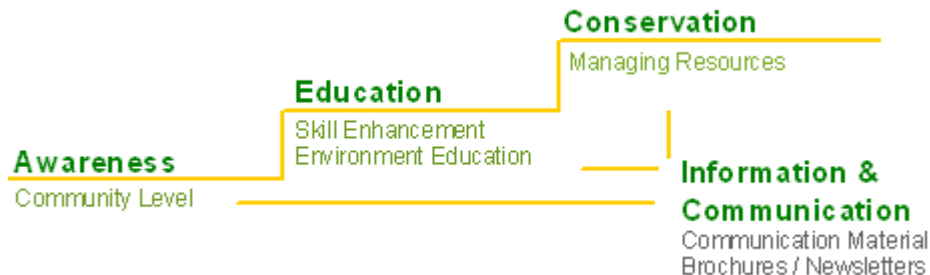 Conservation
Managing Resources
Education
Skill Enhancement
Environment Education
Awareness
Community Level
Information &
Communication
Communication Material
Brochures / Newsletters